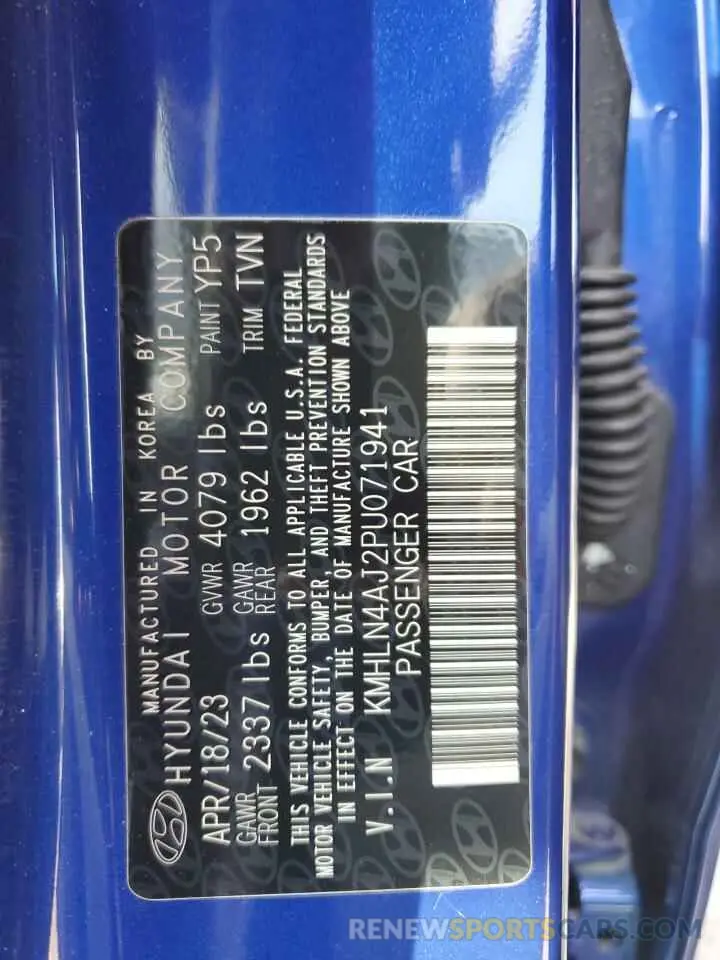 MANUFACTURED IN KOREA BY
HYUNDAI MOTOR COMPANY
APR/18/23 GVWR 4079 lbs PAINT YP5
GAWR FRONT 2337 lbs GAWR REAR 1962 lbs TRIM TVN
THIS VEHICLE CONFORMS TO ALL APPLICABLE U.S.A. FEDERAL
MOTOR VEHICLE SAFETY, BUMPER, AND THEFT PREVENTION STANDARDS
IN EFFECT ON THE DATE OF MANUFACTURE SHOWN ABOVE
V.I.N KMHLN4AJ2PU071941
PASSENGER CAR
RENEWSPORTSCARS.COM